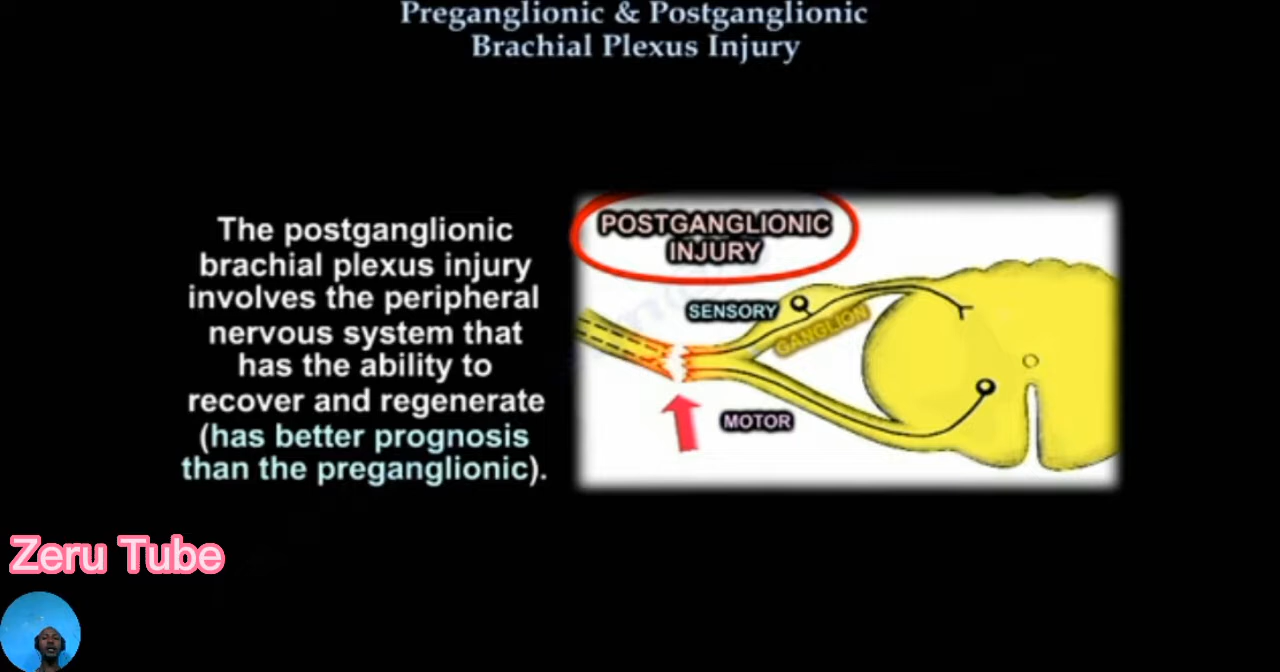 Preganglionic & Postganglionic
Brachial Plexus Injury
The postganglionic
brachial plexus injury
involves the peripheral
nervous system that
has the ability to
recover and regenerate
(has better prognosis
than the preganglionic).
POSTGANGLIONIC
INJURY
SENSORY
GANGLION
MOTOR
Zeru Tube